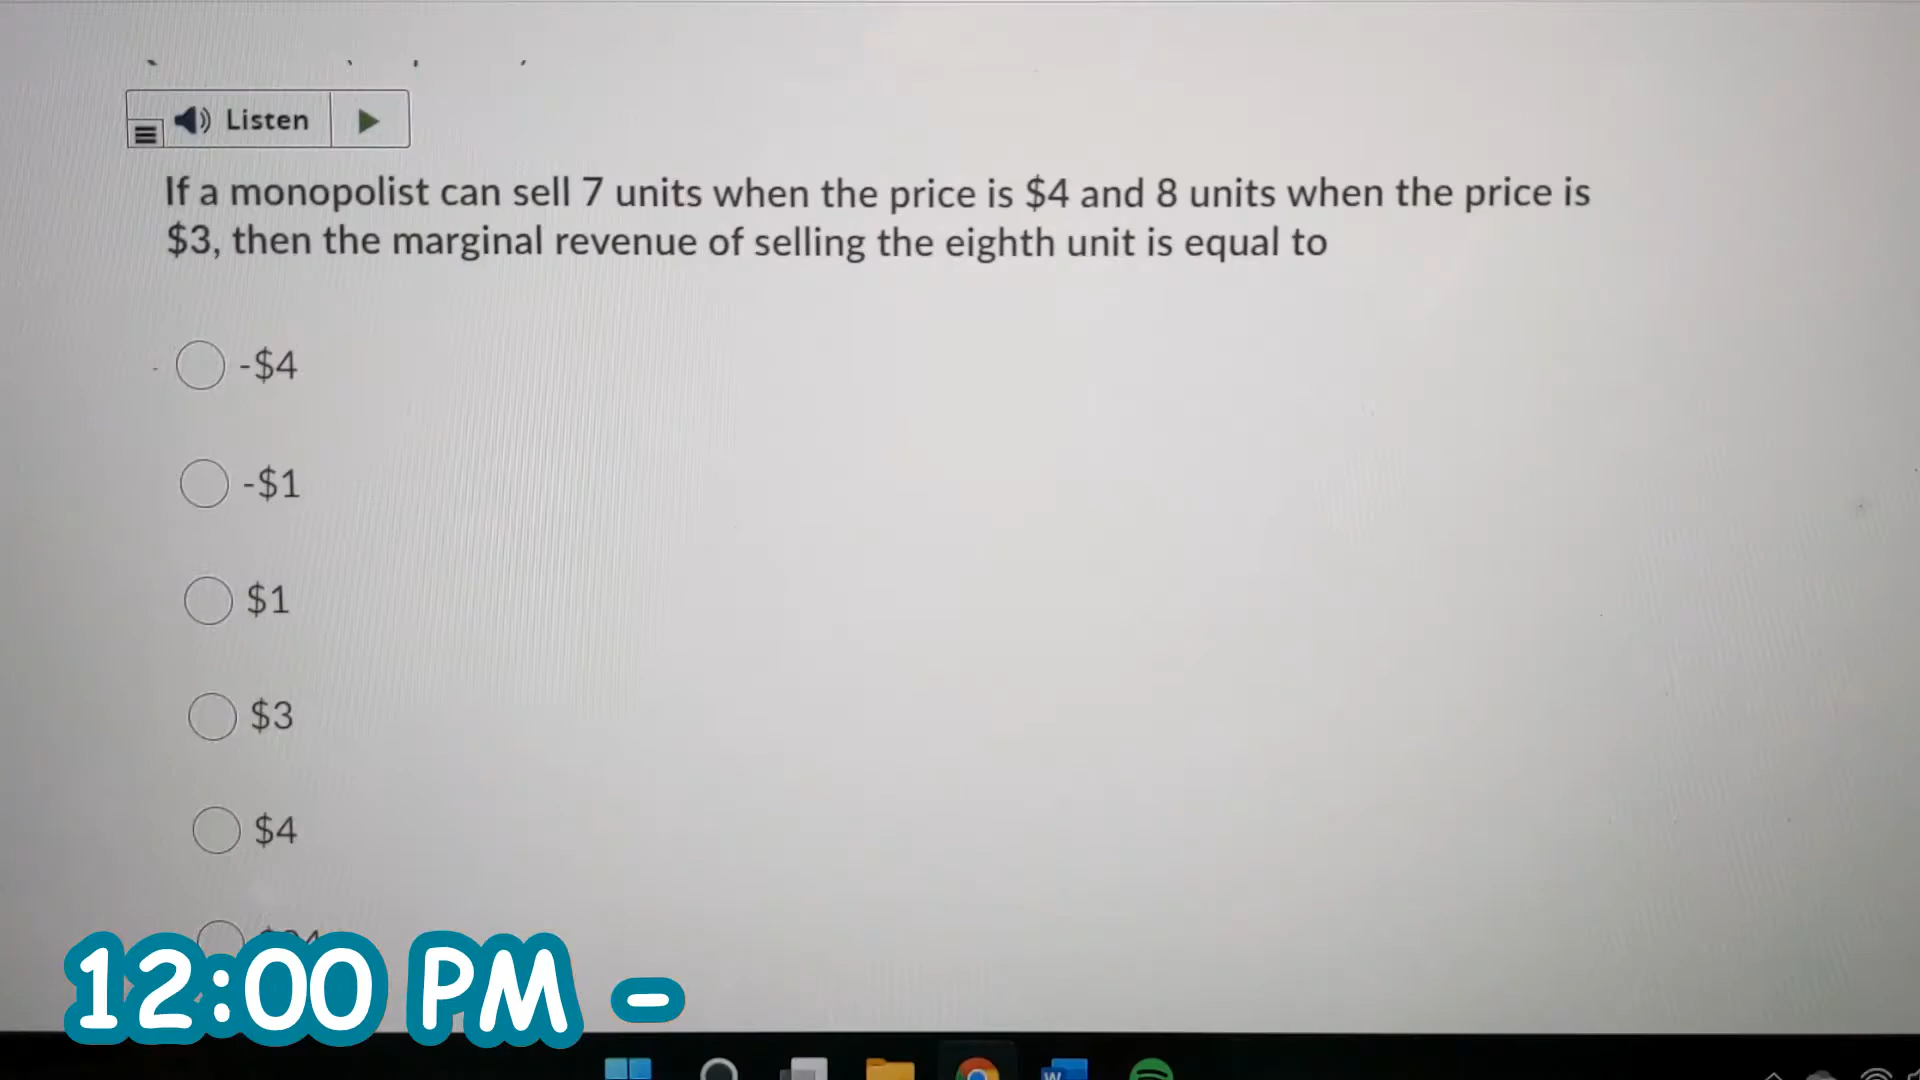 Listen
If a monopolist can sell 7 units when the price is $4 and 8 units when the price is
$3, then the marginal revenue of selling the eighth unit is equal to
-$4
-$1
$1
$3
$4
12:00 PM -